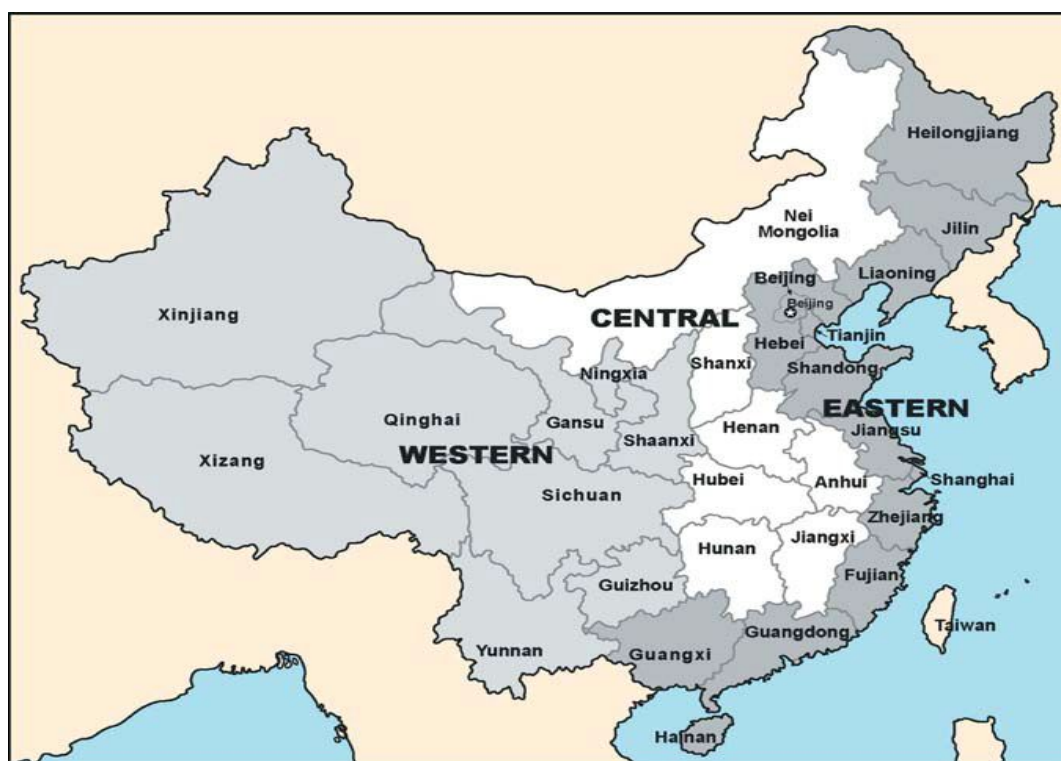 Heilongjiang
Nei
Mongolia
Jilin
Liaoning
Beijing
Beijing
Xinjiang
CENTRAL
Tianjin
Hebei
Shanxi
Shandong
Ningxia
EASTERN
Qinghai
Gansu
Henan
Jiangsu
Shaanxi
WESTERN
Xizang
Hubei
Anhui
Shanghai
Sichuan
Zhejiang
Jiangxi
Hunan
Fujian
Guizhou
Taiwan
Guangdong
Yunnan
Guangxi
Hainan